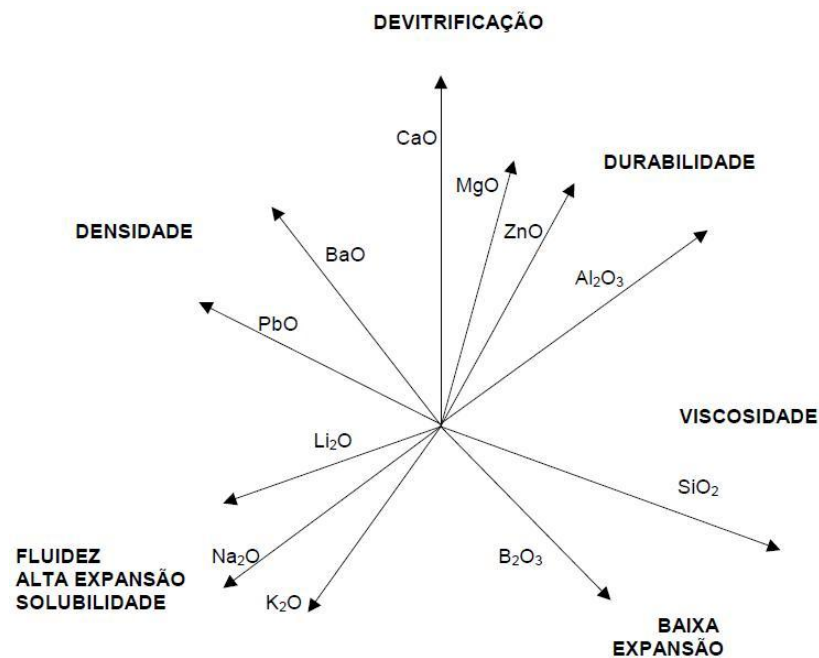 DEVITRIFICAÇÃO
CaO
MgO
DURABILIDADE
ZnO
DENSIDADE
BaO
Al₂O₃
PbO
VISCOSIDADE
Li₂O
SiO₂
FLUIDEZ
ALTA EXPANSÃO
SOLUBILIDADE
Na₂O
B₂O₃
K₂O
BAIXA
EXPANSÃO